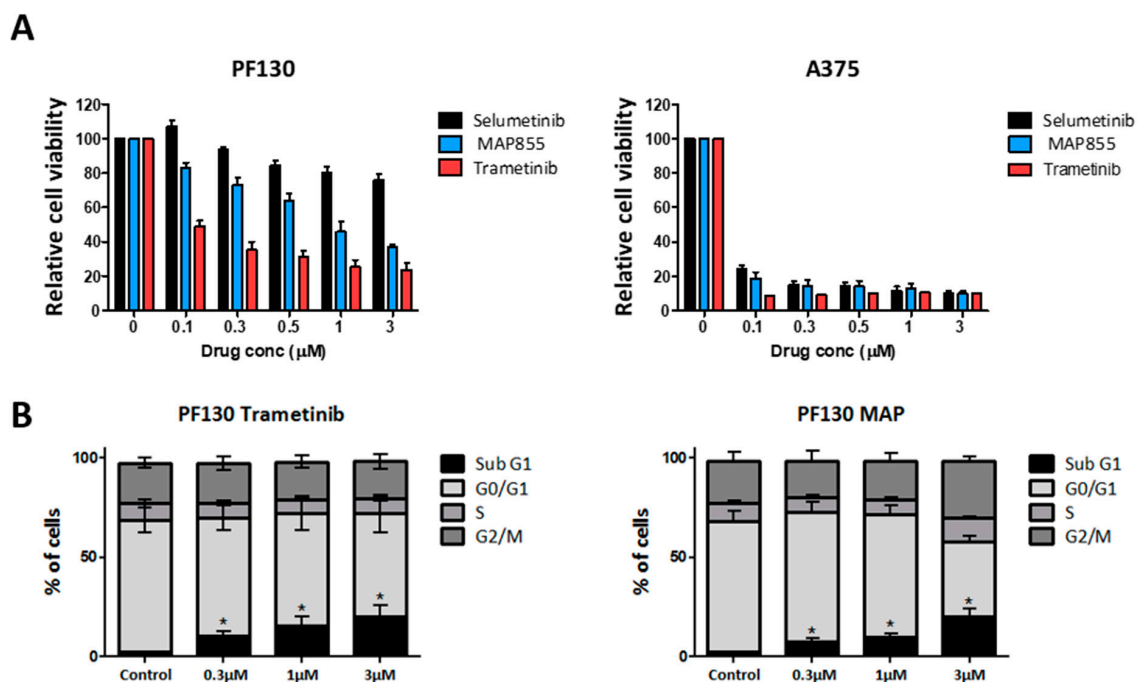 A
PF130
Relative cell viability
120
100
80
60
40
20
0
0 0.1 0.3 0.5 1 3
Drug conc (μM)
Selumetinib
MAP855
Trametinib
A375
Relative cell viability
120
100
80
60
40
20
0
0 0.1 0.3 0.5 1 3
Drug conc (μM)
Selumetinib
MAP855
Trametinib
B
PF130 Trametinib
% of cells
100
50
0
* * *
Control 0.3μM 1μM 3μM
Sub G1
G0/G1
S
G2/M
PF130 MAP
% of cells
100
50
0
* * *
Control 0.3μM 1μM 3μM
Sub G1
G0/G1
S
G2/M